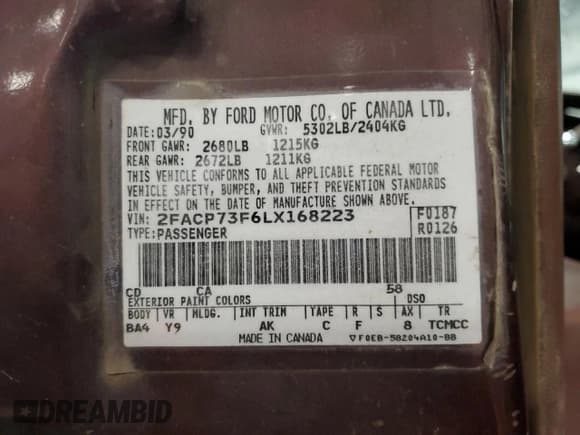 MFD. BY FORD MOTOR CO. OF CANADA LTD.
DATE: 03/90 GVWR: 5302LB/2404KG
FRONT GAWR: 2680LB 1215KG
REAR GAWR: 2672LB 1211KG
THIS VEHICLE CONFORMS TO ALL APPLICABLE FEDERAL MOTOR
VEHICLE SAFETY, BUMPER, AND THEFT PREVENTION STANDARDS
IN EFFECT ON THE DATE OF MANUFACTURE SHOWN ABOVE.
VIN: 2FACP73F6LX168223 F0187
TYPE: PASSENGER R0126
CD CA 58
EXTERIOR PAINT COLORS DSO
BODY VR MLDG. INT TRIM TAPE R S AX TR
BA4 Y9 AK C F 8 TCMCC
MADE IN CANADA ▽F0EB-58204A10-BB
DREAMBID